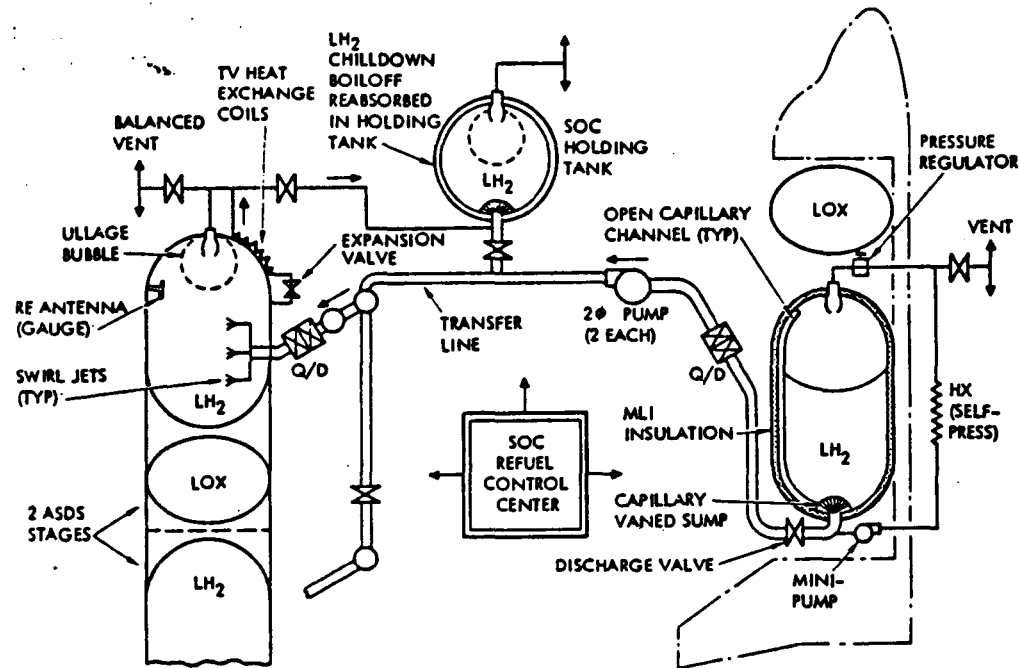 LH2
CHILLDOWN
BOILOFF
REABSORBED
IN HOLDING
TANK
TV HEAT
EXCHANGE
COILS
BALANCED
VENT
SOC
HOLDING
TANK
LH2
PRESSURE
REGULATOR
LOX
OPEN CAPILLARY
CHANNEL (TYP)
VENT
ULLAGE
BUBBLE
EXPANSION
VALVE
RF ANTENNA
(GAUGE)
TRANSFER
LINE
2φ PUMP
(2 EACH)
Q/D
Q/D
SWIRL JETS
(TYP)
LH2
MLI
INSULATION
HX
(SELF-
PRESS)
LH2
SOC
REFUEL
CONTROL
CENTER
LOX
2 ASDS
STAGES
CAPILLARY
VANED SUMP
LH2
DISCHARGE VALVE
MINI-
PUMP